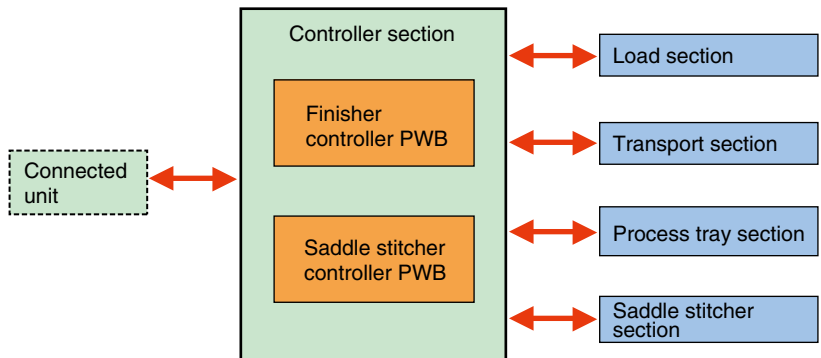 Controller section
Finisher
controller PWB
Saddle stitcher
controller PWB
Connected
unit
Load section
Transport section
Process tray section
Saddle stitcher
section